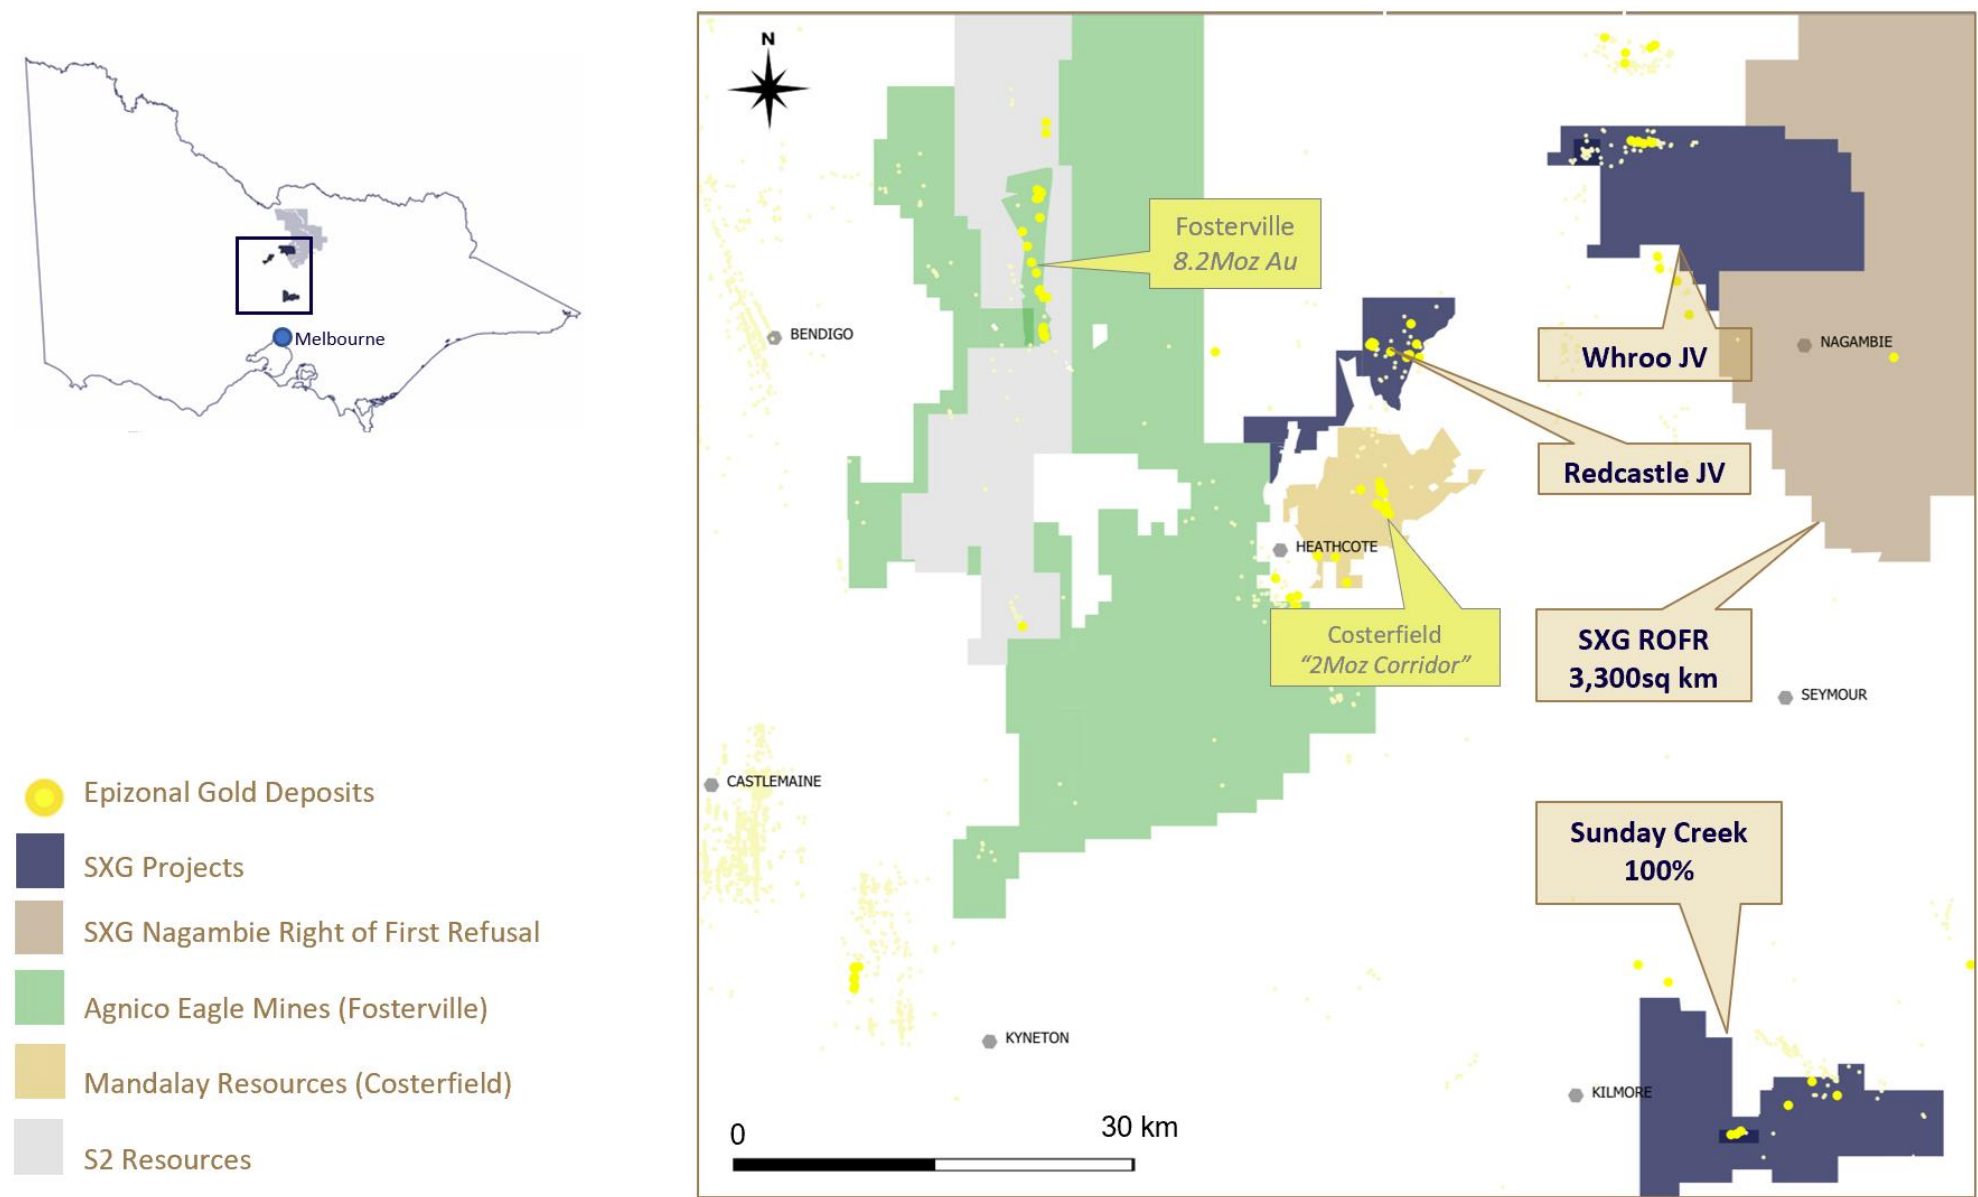 Melbourne
Epizonal Gold Deposits
SXG Projects
SXG Nagambie Right of First Refusal
Agnico Eagle Mines (Fosterville)
Mandalay Resources (Costerfield)
S2 Resources
N
Fosterville
8.2Moz Au
BENDIGO
NAGAMBIE
Whroo JV
Redcastle JV
HEATHCOTE
Costerfield
“2Moz Corridor”
SXG ROFR
3,300sq km
SEYMOUR
CASTLEMAINE
Sunday Creek
100%
KYNETON
KILMORE
0
30 km